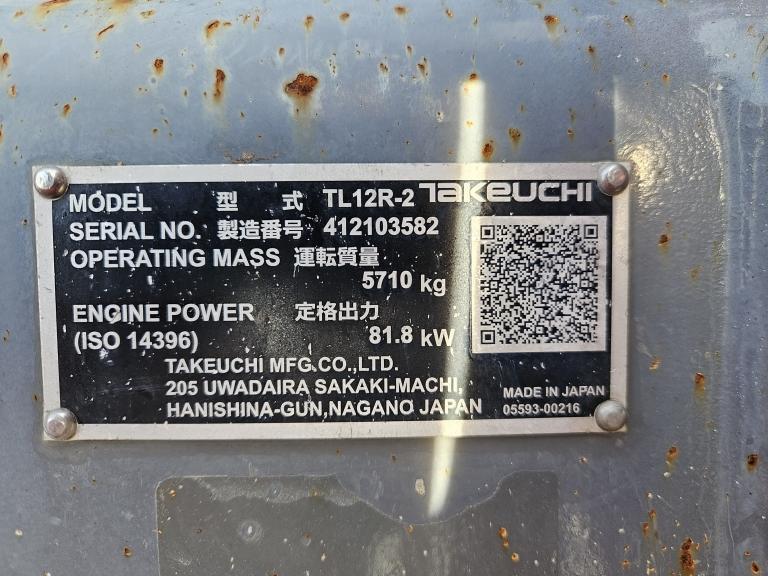 MODEL 型 式 TL12R-2 TAKEUCHI
SERIAL NO. 製造番号 412103582
OPERATING MASS 運転質量
5710 kg
ENGINE POWER 定格出力
(ISO 14396) 81.8 kW
TAKEUCHI MFG.CO.,LTD.
205 UWADAIRA SAKAKI-MACHI,
HANISHINA-GUN,NAGANO JAPAN
MADE IN JAPAN
05593-00216